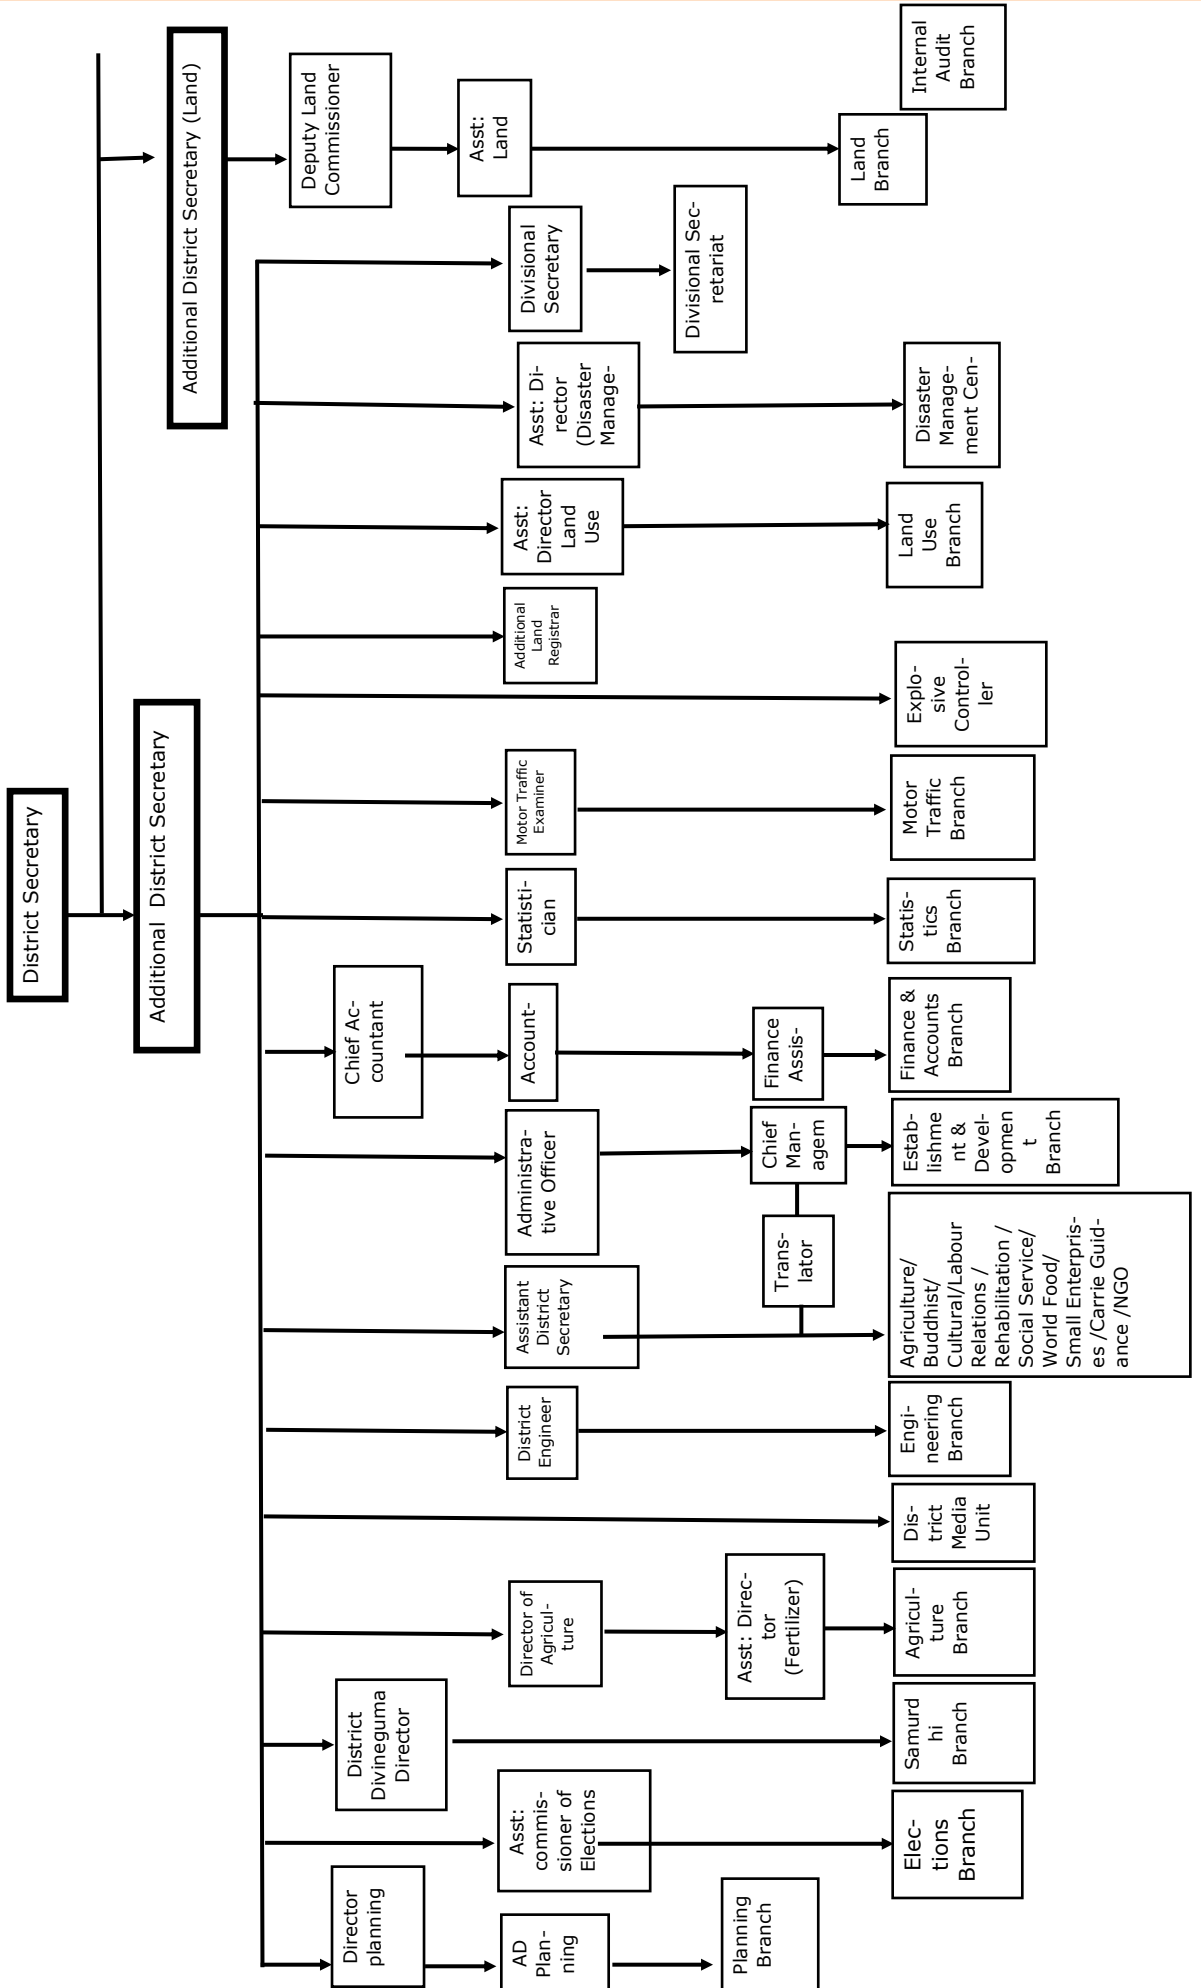 District Secretary
Additional District Secretary
Additional District Secretary (Land)
Director
planning
AD
Plan-
ning
Planning
Branch
Asst:
commis-
sioner of
Elections
Elec-
tions
Branch
District
Divineguma
Director
Samurd
hi
Branch
Director of
Agricul-
ture
Asst: Direc-
tor
(Fertilizer)
Agricul-
ture
Branch
Dis-
trict
Media
Unit
District
Engineer
Engi-
neering
Branch
Assistant
District
Secretary
Trans-
lator
Agriculture/
Buddhist/
Cultural/Labour
Relations /
Rehabilitation /
Social Service/
World Food/
Small Enterpris-
es /Carrie Guid-
ance /NGO
Administra-
tive Officer
Chief
Man-
agem
Estab-
lishme
nt &
Devel-
opmen
t
Branch
Chief Ac-
countant
Account-
Finance
Assis-
Finance &
Accounts
Branch
Statisti-
cian
Statis-
tics
Branch
Motor Traffic
Examiner
Motor
Traffic
Branch
Explo-
sive
Control-
ler
Additional
Land
Registrar
Asst:
Director
Land
Use
Land
Use
Branch
Asst: Di-
rector
(Disaster
Manage-
Disaster
Manage-
ment Cen-
Divisional
Secretary
Divisional Sec-
retariat
Deputy Land
Commissioner
Asst:
Land
Land
Branch
Internal
Audit
Branch